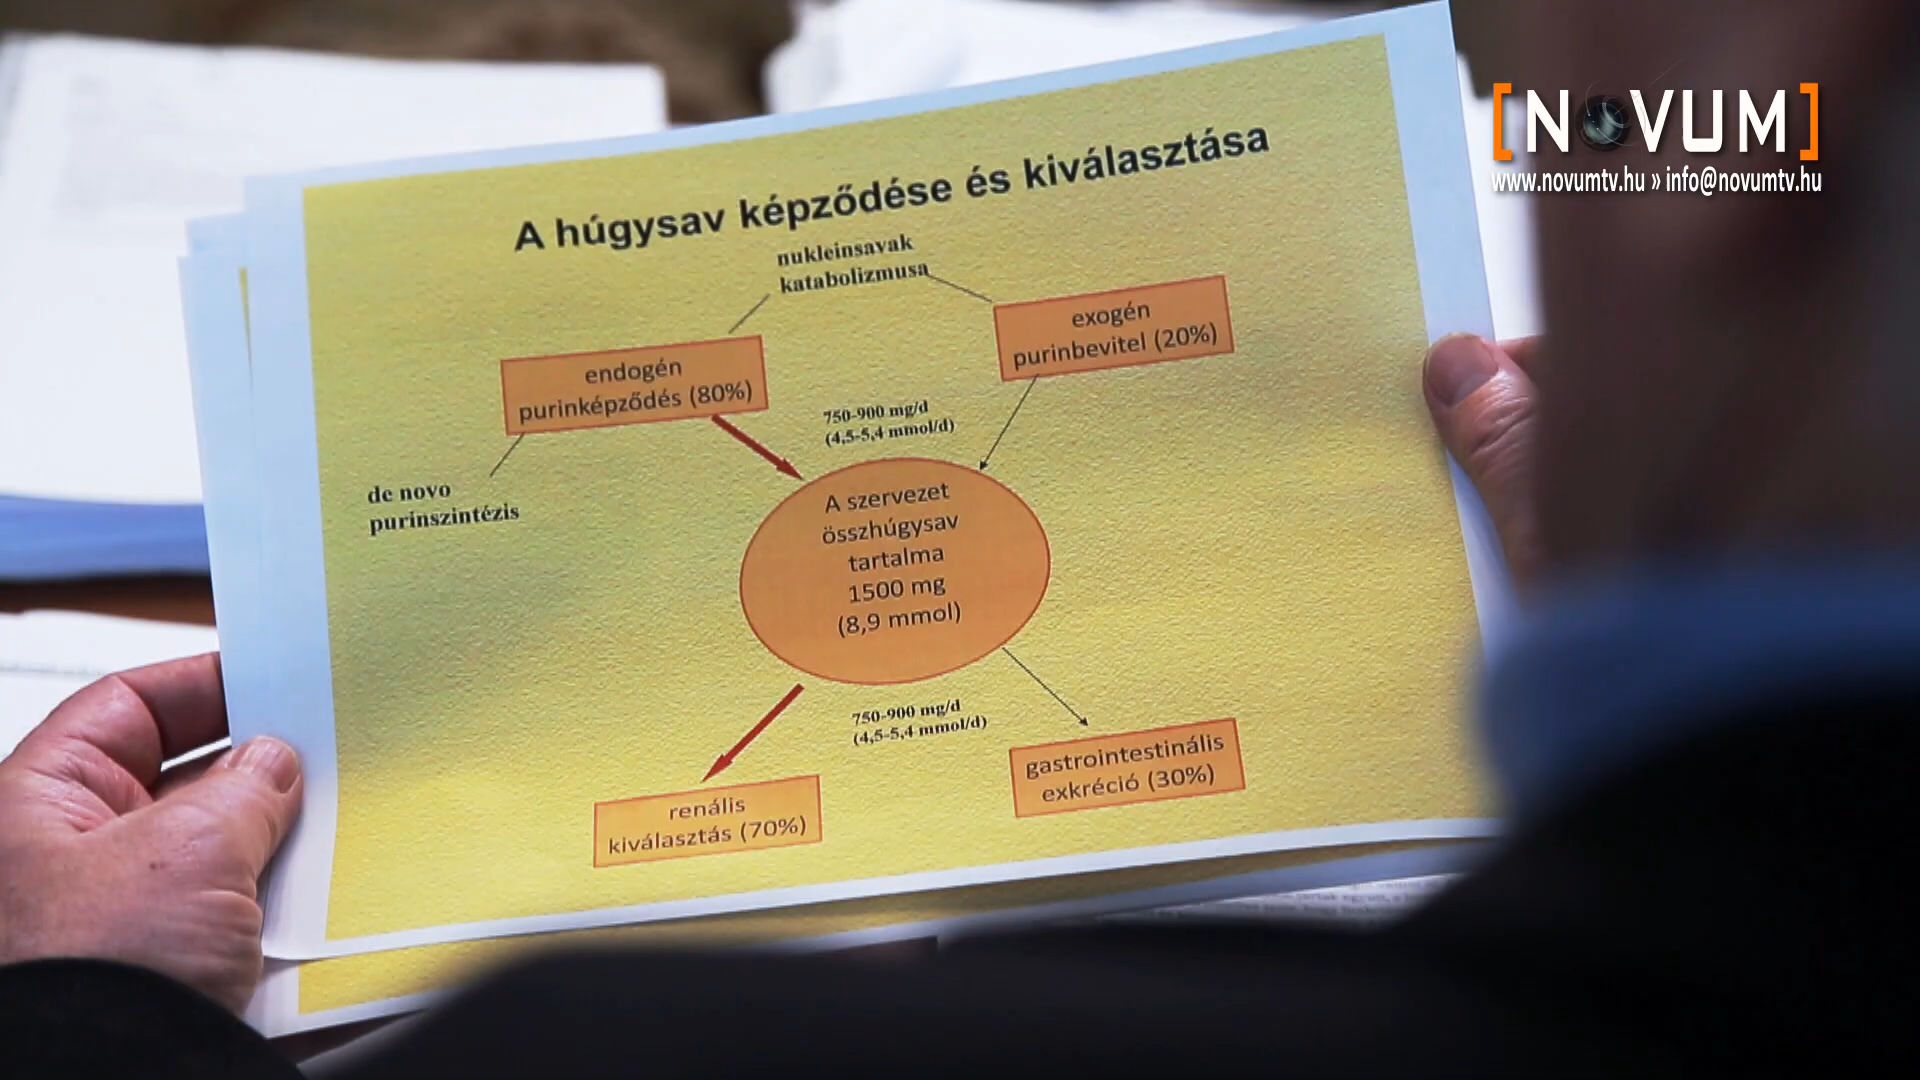 [NOVUM]
www.novumtv.hu » info@novumtv.hu
A húgysav képződése és kiválasztása
nukleinsavak
katabolizmusa
endogén
purinképződés (80%)
exogén
purinbevitel (20%)
750-900 mg/d
(4,5-5,4 mmol/d)
de novo
purinszintézis
A szervezet
összhúgysav
tartalma
1500 mg
(8,9 mmol)
750-900 mg/d
(4,5-5,4 mmol/d)
renális
kiválasztás (70%)
gastrointestinális
exkréció (30%)